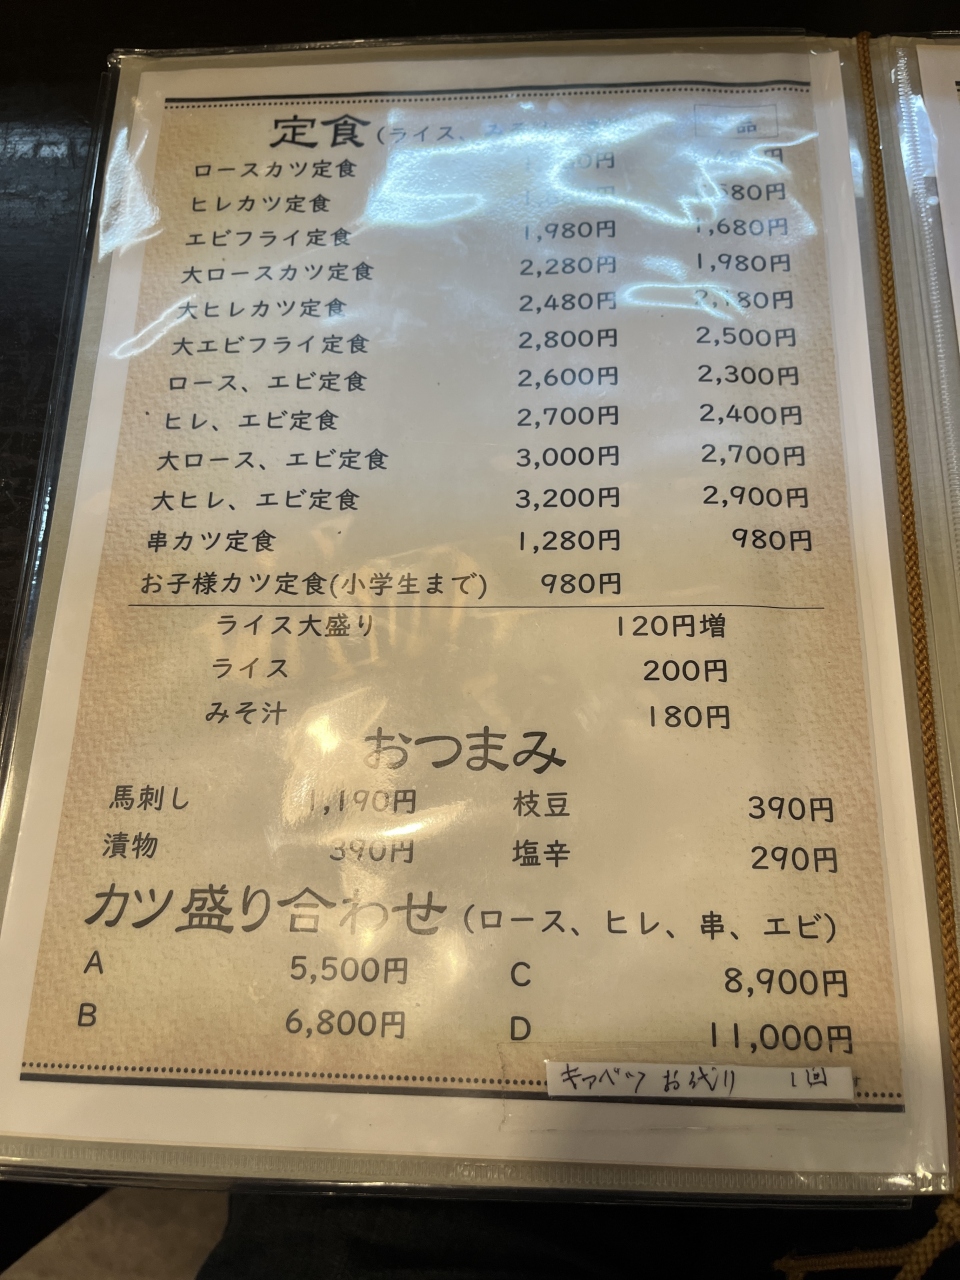 定食(ライス、
ロースカツ定食
ヒレカツ定食
エビフライ定食 1,980円 1,680円
大ロースカツ定食 2,280円 1,980円
大ヒレカツ定食 2,480円 2,180円
大エビフライ定食 2,800円 2,500円
ロース、エビ定食 2,600円 2,300円
ヒレ、エビ定食 2,700円 2,400円
大ロース、エビ定食 3,000円 2,700円
大ヒレ、エビ定食 3,200円 2,900円
串カツ定食 1,280円 980円
お子様カツ定食(小学生まで) 980円
ライス大盛り 120円増
ライス 200円
みそ汁 180円
おつまみ
馬刺し 1,190円 枝豆 390円
漬物 390円 塩辛 290円
カツ盛り合わせ(ロース、ヒレ、串、エビ)
A 5,500円 C 8,900円
B 6,800円 D 11,000円
キャベツ お代り 1回